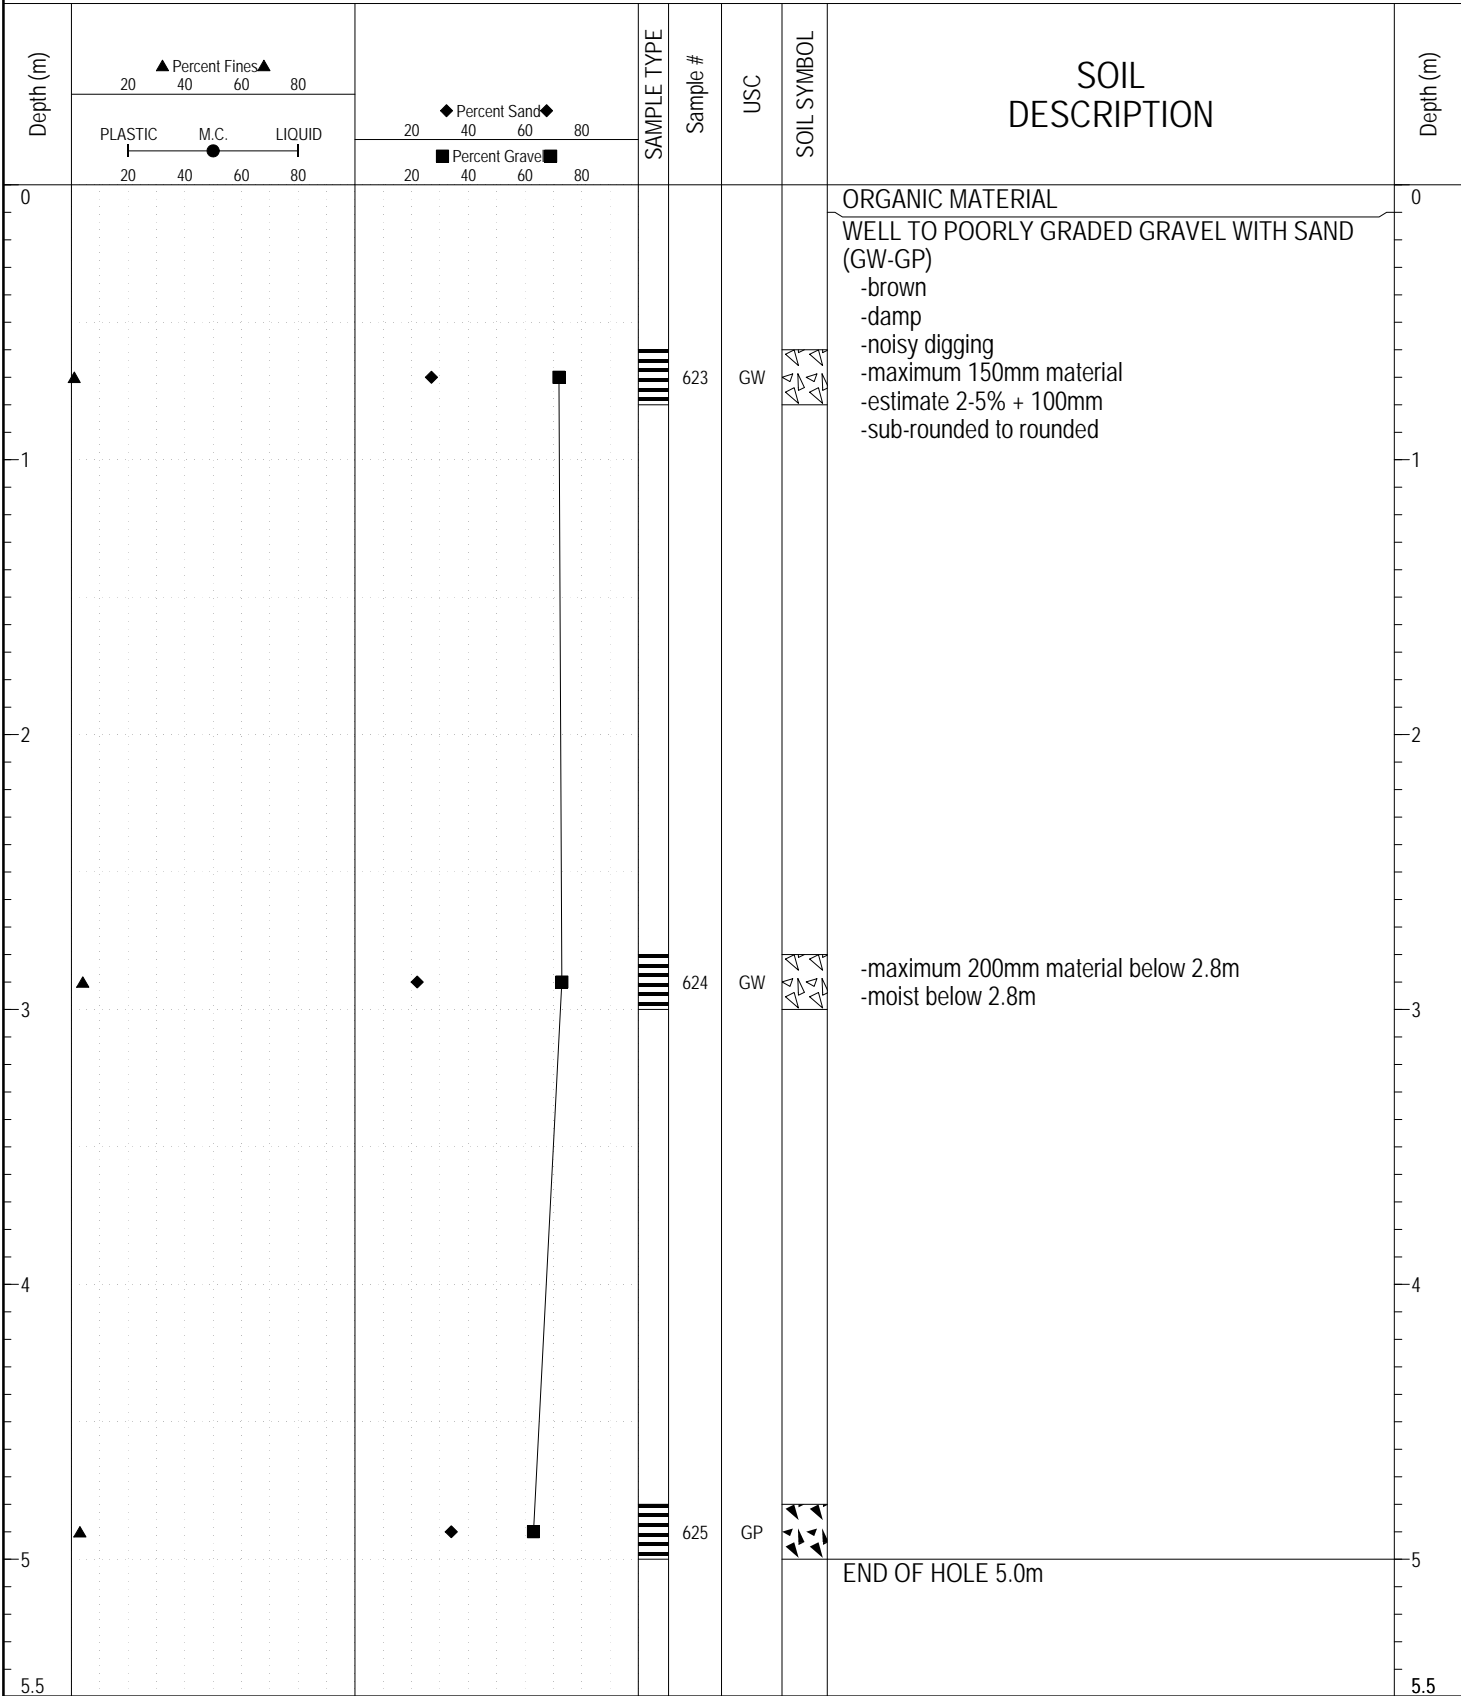 Depth (m)
▲ Percent Fines▲
20 40 60 80
PLASTIC M.C. LIQUID
20 40 60 80
◆ Percent Sand◆
20 40 60 80
■ Percent Gravel■
20 40 60 80
SAMPLE TYPE
Sample #
USC
SOIL SYMBOL
SOIL
DESCRIPTION
Depth (m)
0 ORGANIC MATERIAL 0
WELL TO POORLY GRADED GRAVEL WITH SAND
(GW-GP)
-brown
-damp
-noisy digging
623 GW -maximum 150mm material
-estimate 2-5% + 100mm
-sub-rounded to rounded
1 1
2 2
-maximum 200mm material below 2.8m
624 GW
-moist below 2.8m
3 3
4 4
625 GP
5 5
END OF HOLE 5.0m
5.5 5.5